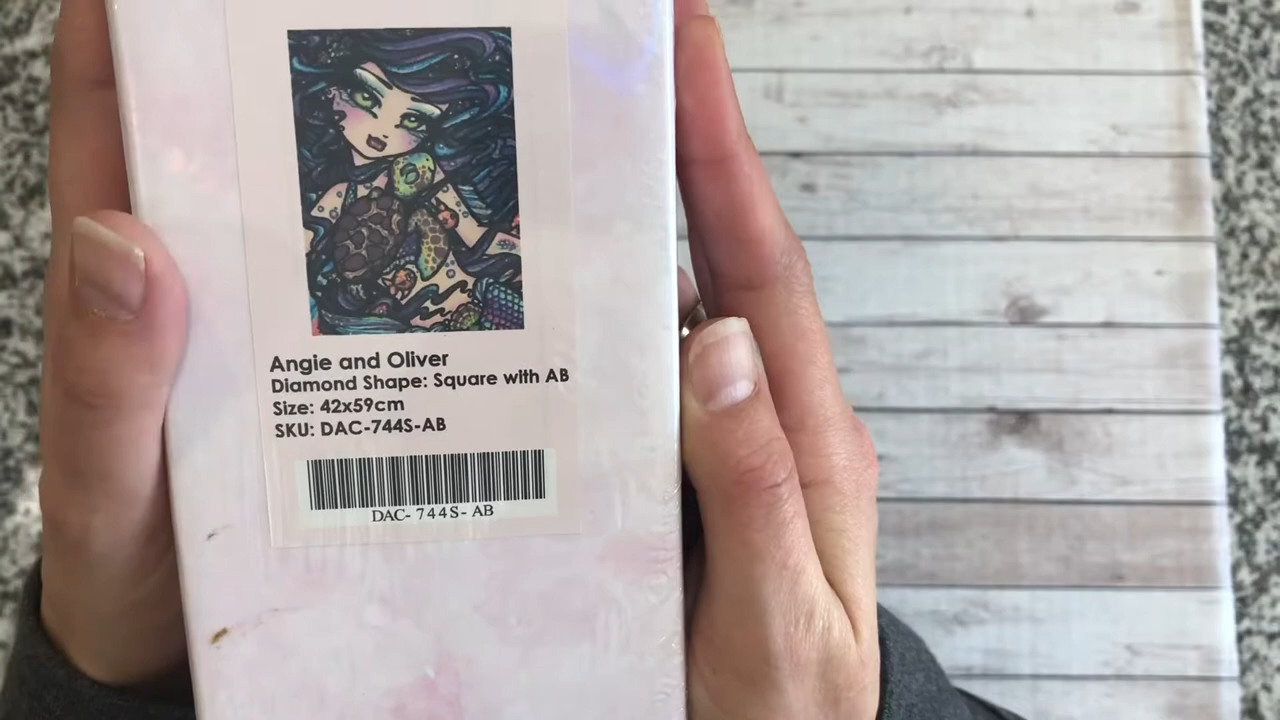 Angie and Oliver
Diamond Shape: Square with AB
Size: 42x59cm
SKU: DAC-744S-AB
DAC- 744S- AB